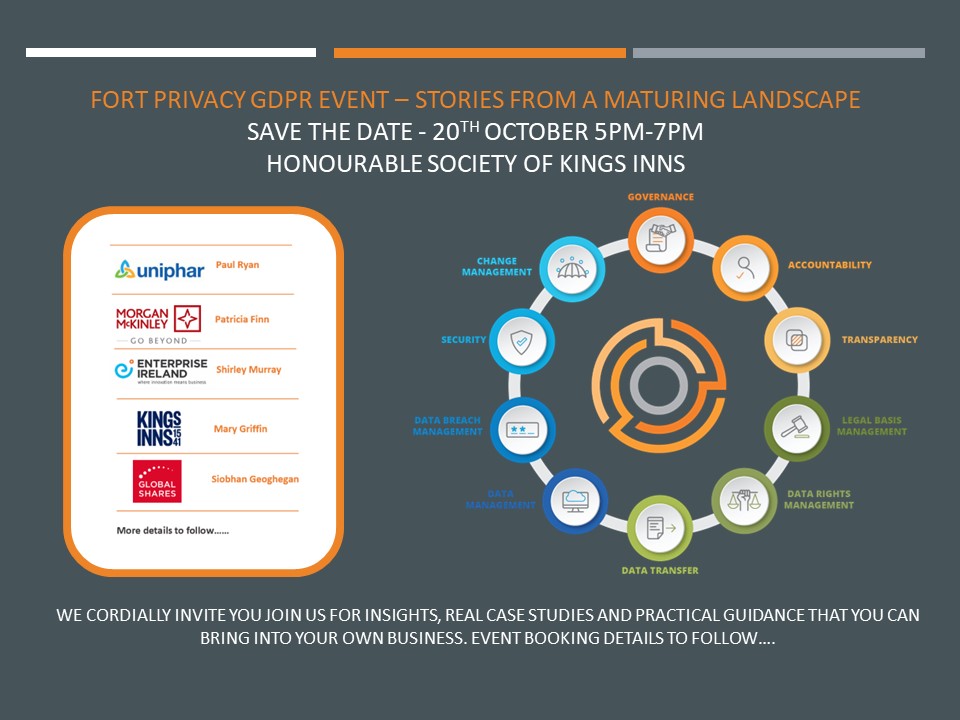 FORT PRIVACY GDPR EVENT – STORIES FROM A MATURING LANDSCAPE
SAVE THE DATE - 20TH OCTOBER 5PM-7PM
HONOURABLE SOCIETY OF KINGS INNS
uniphar
Paul Ryan
MORGAN
McKINLEY
GO BEYOND
Patricia Finn
ENTERPRISE
IRELAND
where innovation means business
Shirley Murray
KINGS
INNS 1541
Mary Griffin
GLOBAL
SHARES
Siobhan Geoghegan
More details to follow......
GOVERNANCE
ACCOUNTABILITY
TRANSPARENCY
LEGAL BASIS
MANAGEMENT
DATA RIGHTS
MANAGEMENT
DATA TRANSFER
DATA
MANAGEMENT
DATA BREACH
MANAGEMENT
SECURITY
CHANGE
MANAGEMENT
WE CORDIALLY INVITE YOU JOIN US FOR INSIGHTS, REAL CASE STUDIES AND PRACTICAL GUIDANCE THAT YOU CAN
BRING INTO YOUR OWN BUSINESS. EVENT BOOKING DETAILS TO FOLLOW....